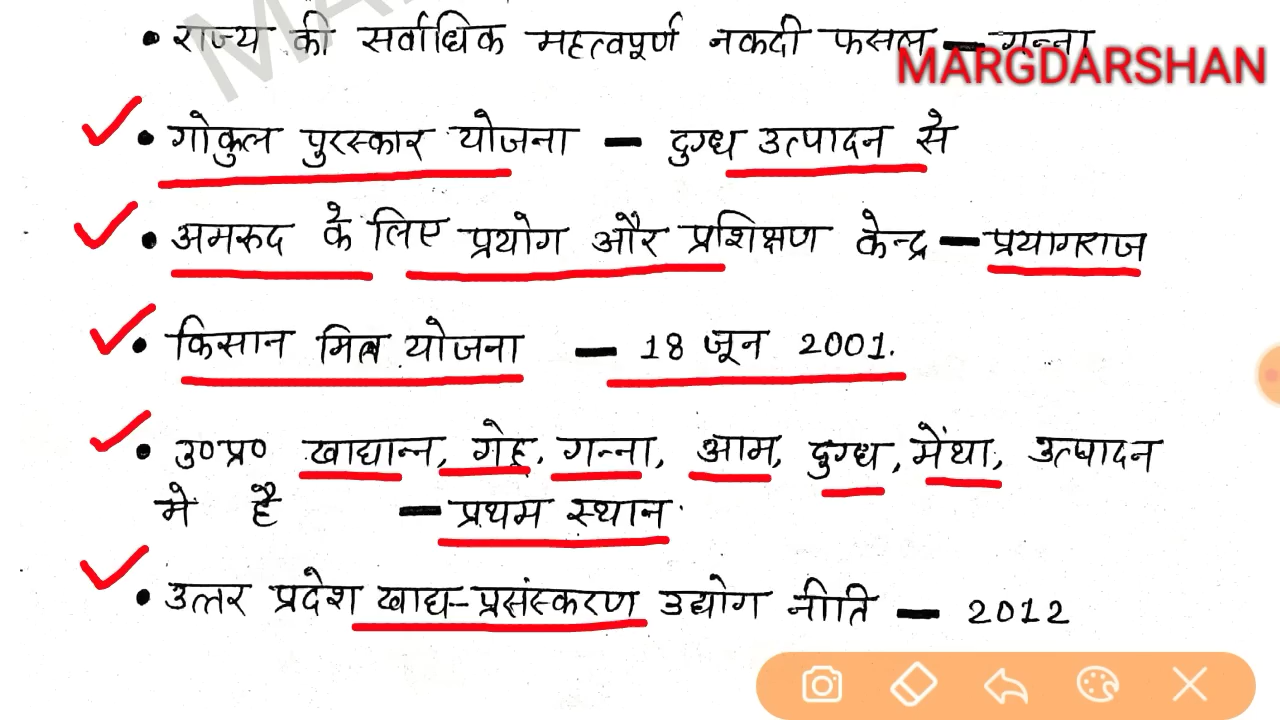 • राज्य की सर्वाधिक महत्वपूर्ण नकदी फसल – गन्ना
MARGDARSHAN
• गोकुल पुरस्कार योजना – दुग्ध उत्पादन से
• अमरुद के लिए प्रयोग और प्रशिक्षण केन्द्र – प्रयागराज
• किसान मित्र योजना – 18 जून 2001.
• उ०प्र० खाद्यान्न, गेहू, गन्ना, आम, दुग्ध, मेंथा, उत्पादन
मे है – प्रथम स्थान
• उत्तर प्रदेश खाद्य-प्रसंस्करण उद्योग नीति – 2012